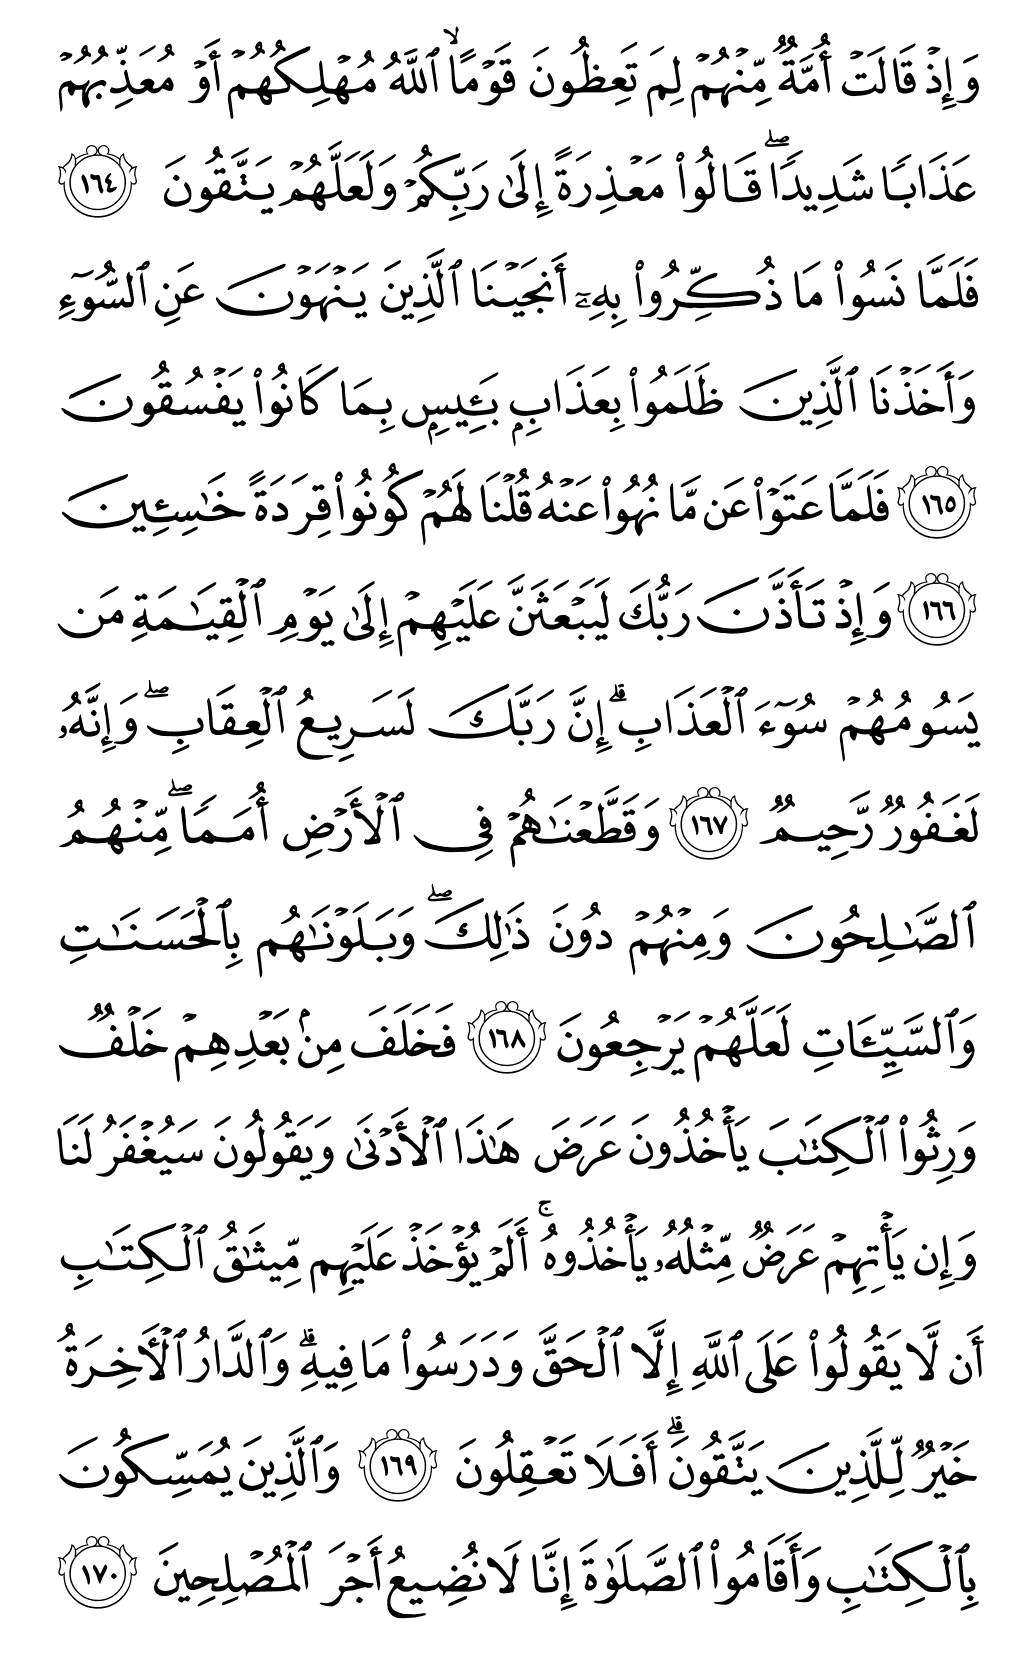 وَإِذۡ قَالَتۡ أُمَّةٞ مِّنۡهُمۡ لِمَ تَعِظُونَ قَوۡمًا ٱللَّهُ مُهۡلِكُهُمۡ أَوۡ مُعَذِّبُهُمۡ
عَذَابٗا شَدِيدٗاۖ قَالُواْ مَعۡذِرَةً إِلَىٰ رَبِّكُمۡ وَلَعَلَّهُمۡ يَتَّقُونَ ١٦٤
فَلَمَّا نَسُواْ مَا ذُكِّرُواْ بِهِۦٓ أَنجَيۡنَا ٱلَّذِينَ يَنۡهَوۡنَ عَنِ ٱلسُّوٓءِ
وَأَخَذۡنَا ٱلَّذِينَ ظَلَمُواْ بِعَذَابِۭ بَـِٔيسِۭ بِمَا كَانُواْ يَفۡسُقُونَ
١٦٥ فَلَمَّا عَتَوۡاْ عَن مَّا نُهُواْ عَنۡهُ قُلۡنَا لَهُمۡ كُونُواْ قِرَدَةً خَٰسِـِٔينَ
١٦٦ وَإِذۡ تَأَذَّنَ رَبُّكَ لَيَبۡعَثَنَّ عَلَيۡهِمۡ إِلَىٰ يَوۡمِ ٱلۡقِيَٰمَةِ مَن
يَسُومُهُمۡ سُوٓءَ ٱلۡعَذَابِۗ إِنَّ رَبَّكَ لَسَرِيعُ ٱلۡعِقَابِۖ وَإِنَّهُۥ
لَغَفُورٞ رَّحِيمٞ ١٦٧ وَقَطَّعۡنَٰهُمۡ فِي ٱلۡأَرۡضِ أُمَمٗاۖ مِّنۡهُمُ
ٱلصَّٰلِحُونَ وَمِنۡهُمۡ دُونَ ذَٰلِكَۖ وَبَلَوۡنَٰهُم بِٱلۡحَسَنَٰتِ
وَٱلسَّيِّـَٔاتِ لَعَلَّهُمۡ يَرۡجِعُونَ ١٦٨ فَخَلَفَ مِنۢ بَعۡدِهِمۡ خَلۡفٞ
وَرِثُواْ ٱلۡكِتَٰبَ يَأۡخُذُونَ عَرَضَ هَٰذَا ٱلۡأَدۡنَىٰ وَيَقُولُونَ سَيُغۡفَرُ لَنَا
وَإِن يَأۡتِهِمۡ عَرَضٞ مِّثۡلُهُۥ يَأۡخُذُوهُۚ أَلَمۡ يُؤۡخَذۡ عَلَيۡهِم مِّيثَٰقُ ٱلۡكِتَٰبِ
أَن لَّا يَقُولُواْ عَلَى ٱللَّهِ إِلَّا ٱلۡحَقَّ وَدَرَسُواْ مَا فِيهِۗ وَٱلدَّارُ ٱلۡأٓخِرَةُ
خَيۡرٞ لِّلَّذِينَ يَتَّقُونَۚ أَفَلَا تَعۡقِلُونَ ١٦٩ وَٱلَّذِينَ يُمَسِّكُونَ
بِٱلۡكِتَٰبِ وَأَقَامُواْ ٱلصَّلَوٰةَ إِنَّا لَا نُضِيعُ أَجۡرَ ٱلۡمُصۡلِحِينَ ١٧٠